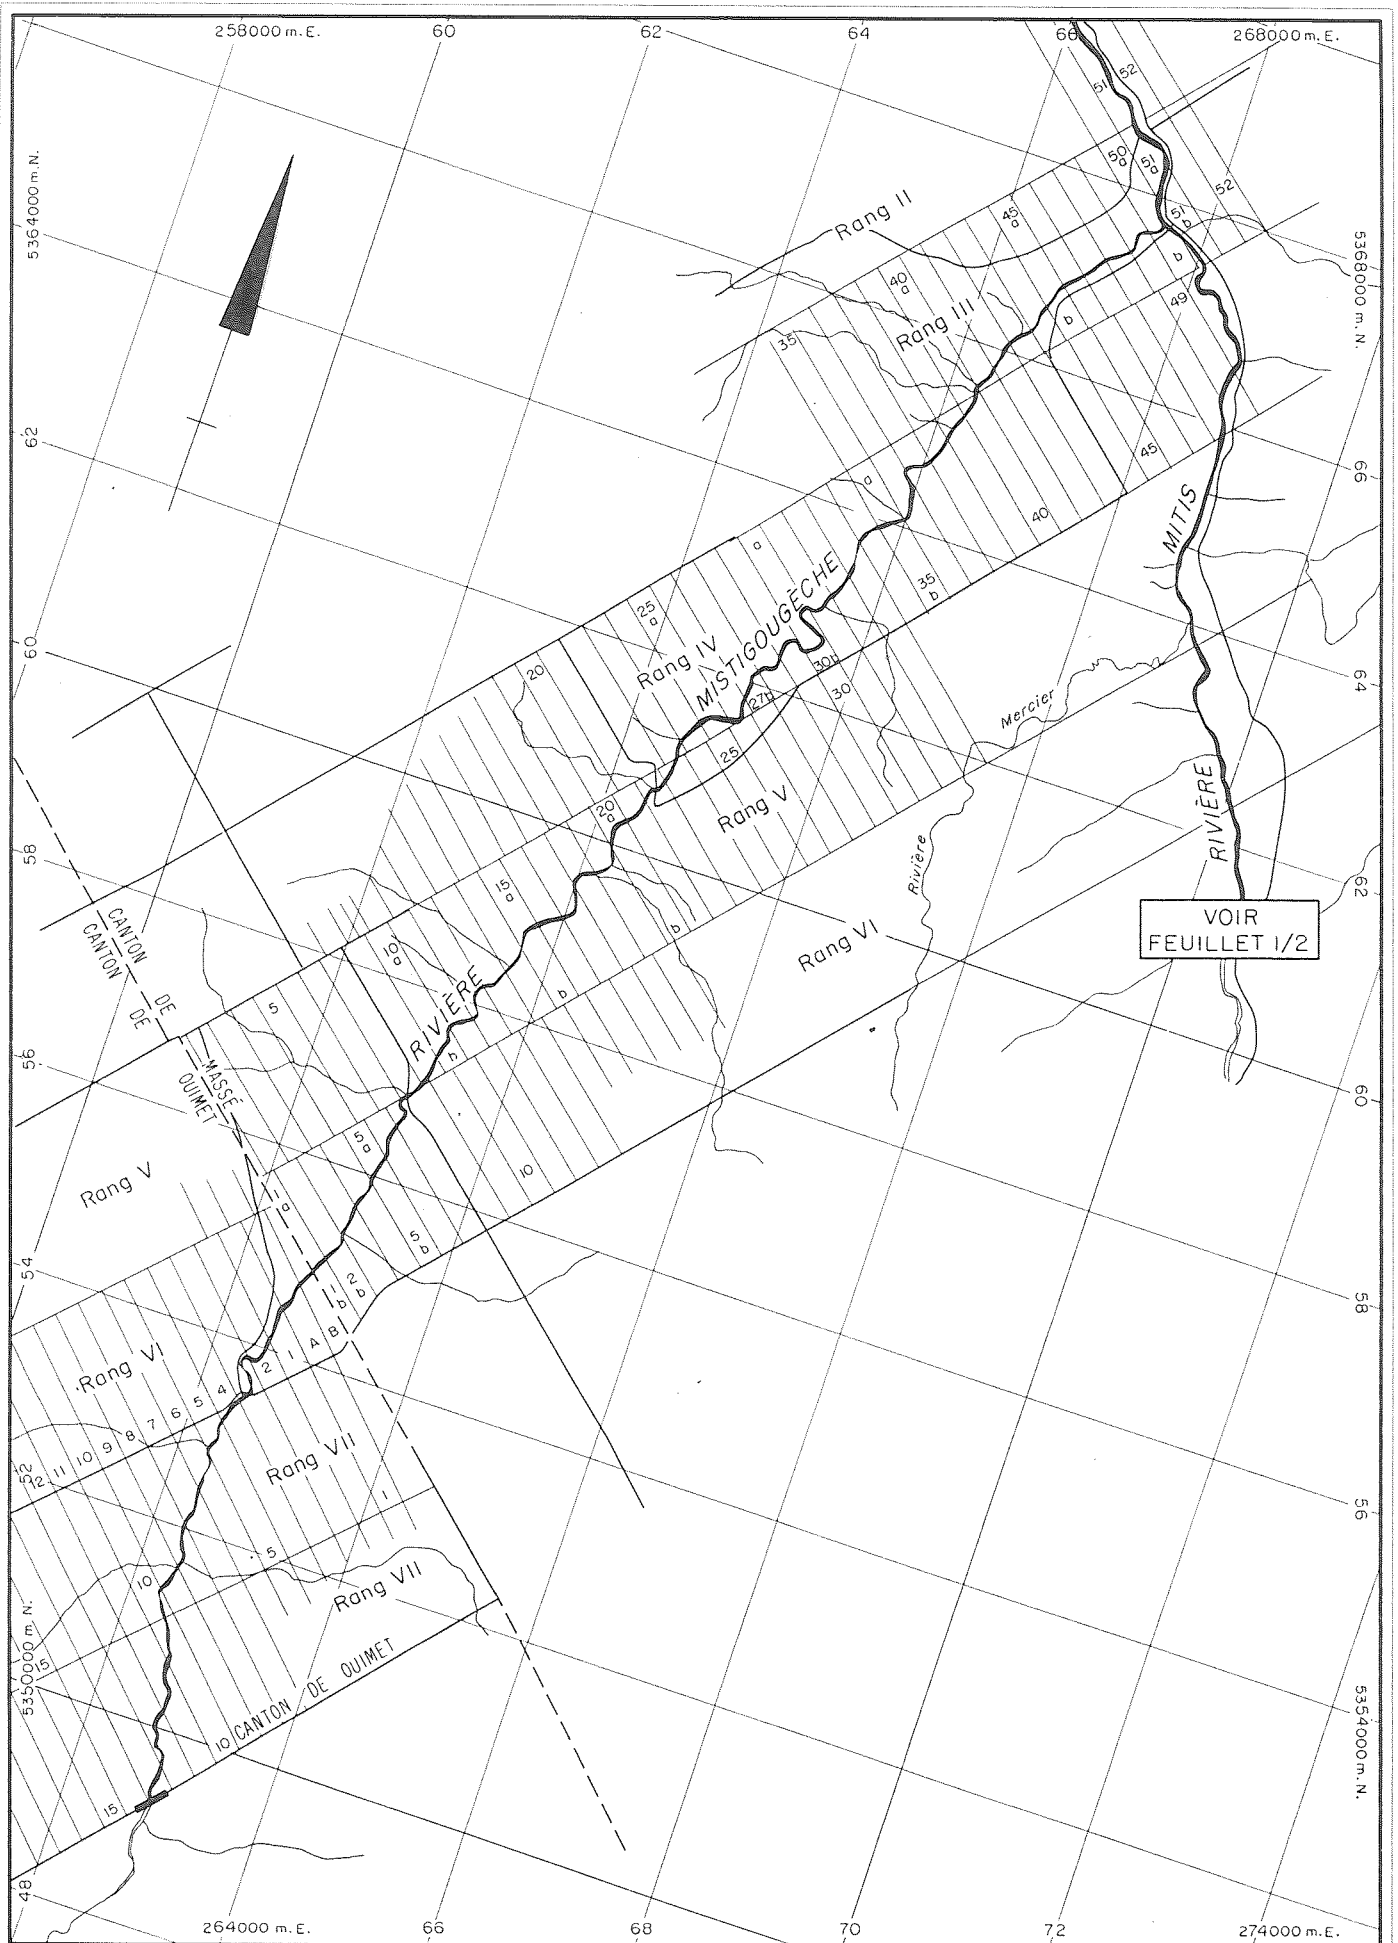 258000 m.E.
60
62
64
66
268000 m.E.
5364000 m.N.
62
60
58
56
54
52
5350000 m.N.
48
5368000 m.N.
66
64
62
60
58
56
5354000 m.N.
264000 m.E.
66
68
70
72
274000 m.E.
51
52
50
a
51
a
52
51
b
b
49
Rang II
45
a
40
a
Rang III
35
b
45
40
a
a
35
b
MITIS
RIVIÈRE
25
a
Rang IV
MISTIGOUGÈCHE
20
27b
30b
30
25
Rang V
20
a
Mercier
Rivière
15
a
b
Rang VI
10
a
b
RIVIÈRE
b
VOIR
FEUILLET 1/2
CANTON DE MASSÉ
CANTON DE OUIMET
5
5
a
10
5
b
Rang V
1
a
2
b
1
b
B
A
1
2
4
5
6
7
8
9
10
11
12
Rang VI
Rang VII
1
5
10
Rang VII
15
10
CANTON DE OUIMET
15